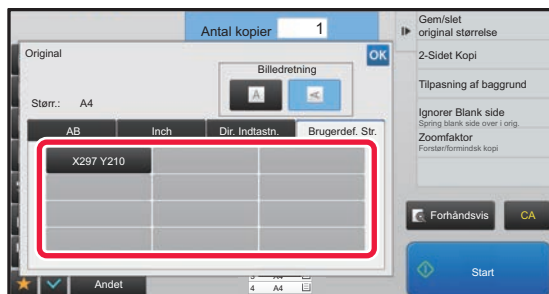 Antal kopier 1
Gem/slet
original størrelse
Original
OK
2-Sidet Kopi
Billedretning
A
A
Tilpasning af baggrund
Størr.: A4
Ignorer Blank side
Spring blank side over i orig.
AB Inch Dir. Indtastn. Brugerdef. Str.
Zoomfaktor
Forstør/formindsk kopi
X297 Y210
Forhåndsvis CA
Andet
A4
4 A4
Start